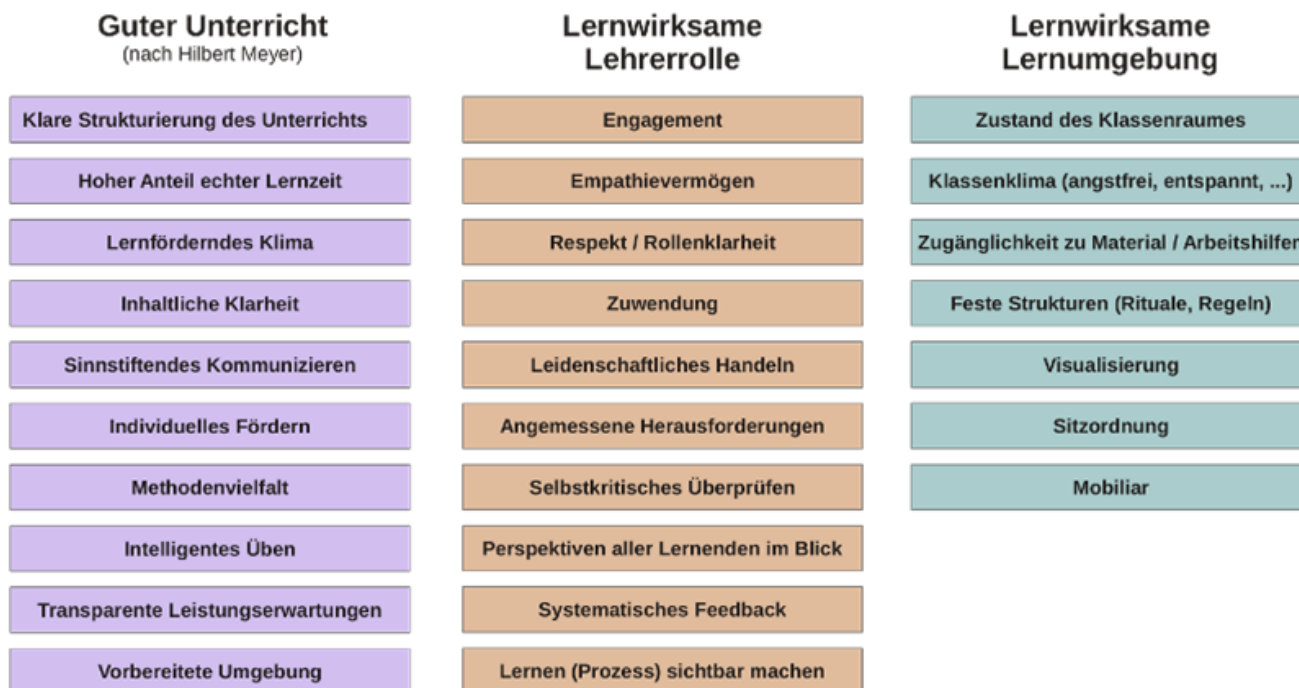 Guter Unterricht
(nach Hilbert Meyer)
Klare Strukturierung des Unterrichts
Hoher Anteil echter Lernzeit
Lernförderndes Klima
Inhaltliche Klarheit
Sinnstiftendes Kommunizieren
Individuelles Fördern
Methodenvielfalt
Intelligentes Üben
Transparente Leistungserwartungen
Vorbereitete Umgebung
Lernwirksame
Lehrerrolle
Engagement
Empathievermögen
Respekt / Rollenklarheit
Zuwendung
Leidenschaftliches Handeln
Angemessene Herausforderungen
Selbstkritisches Überprüfen
Perspektiven aller Lernenden im Blick
Systematisches Feedback
Lernen (Prozess) sichtbar machen
Lernwirksame
Lernumgebung
Zustand des Klassenraumes
Klassenklima (angstfrei, entspannt, ...)
Zugänglichkeit zu Material / Arbeitshilfen
Feste Strukturen (Rituale, Regeln)
Visualisierung
Sitzordnung
Mobiliar